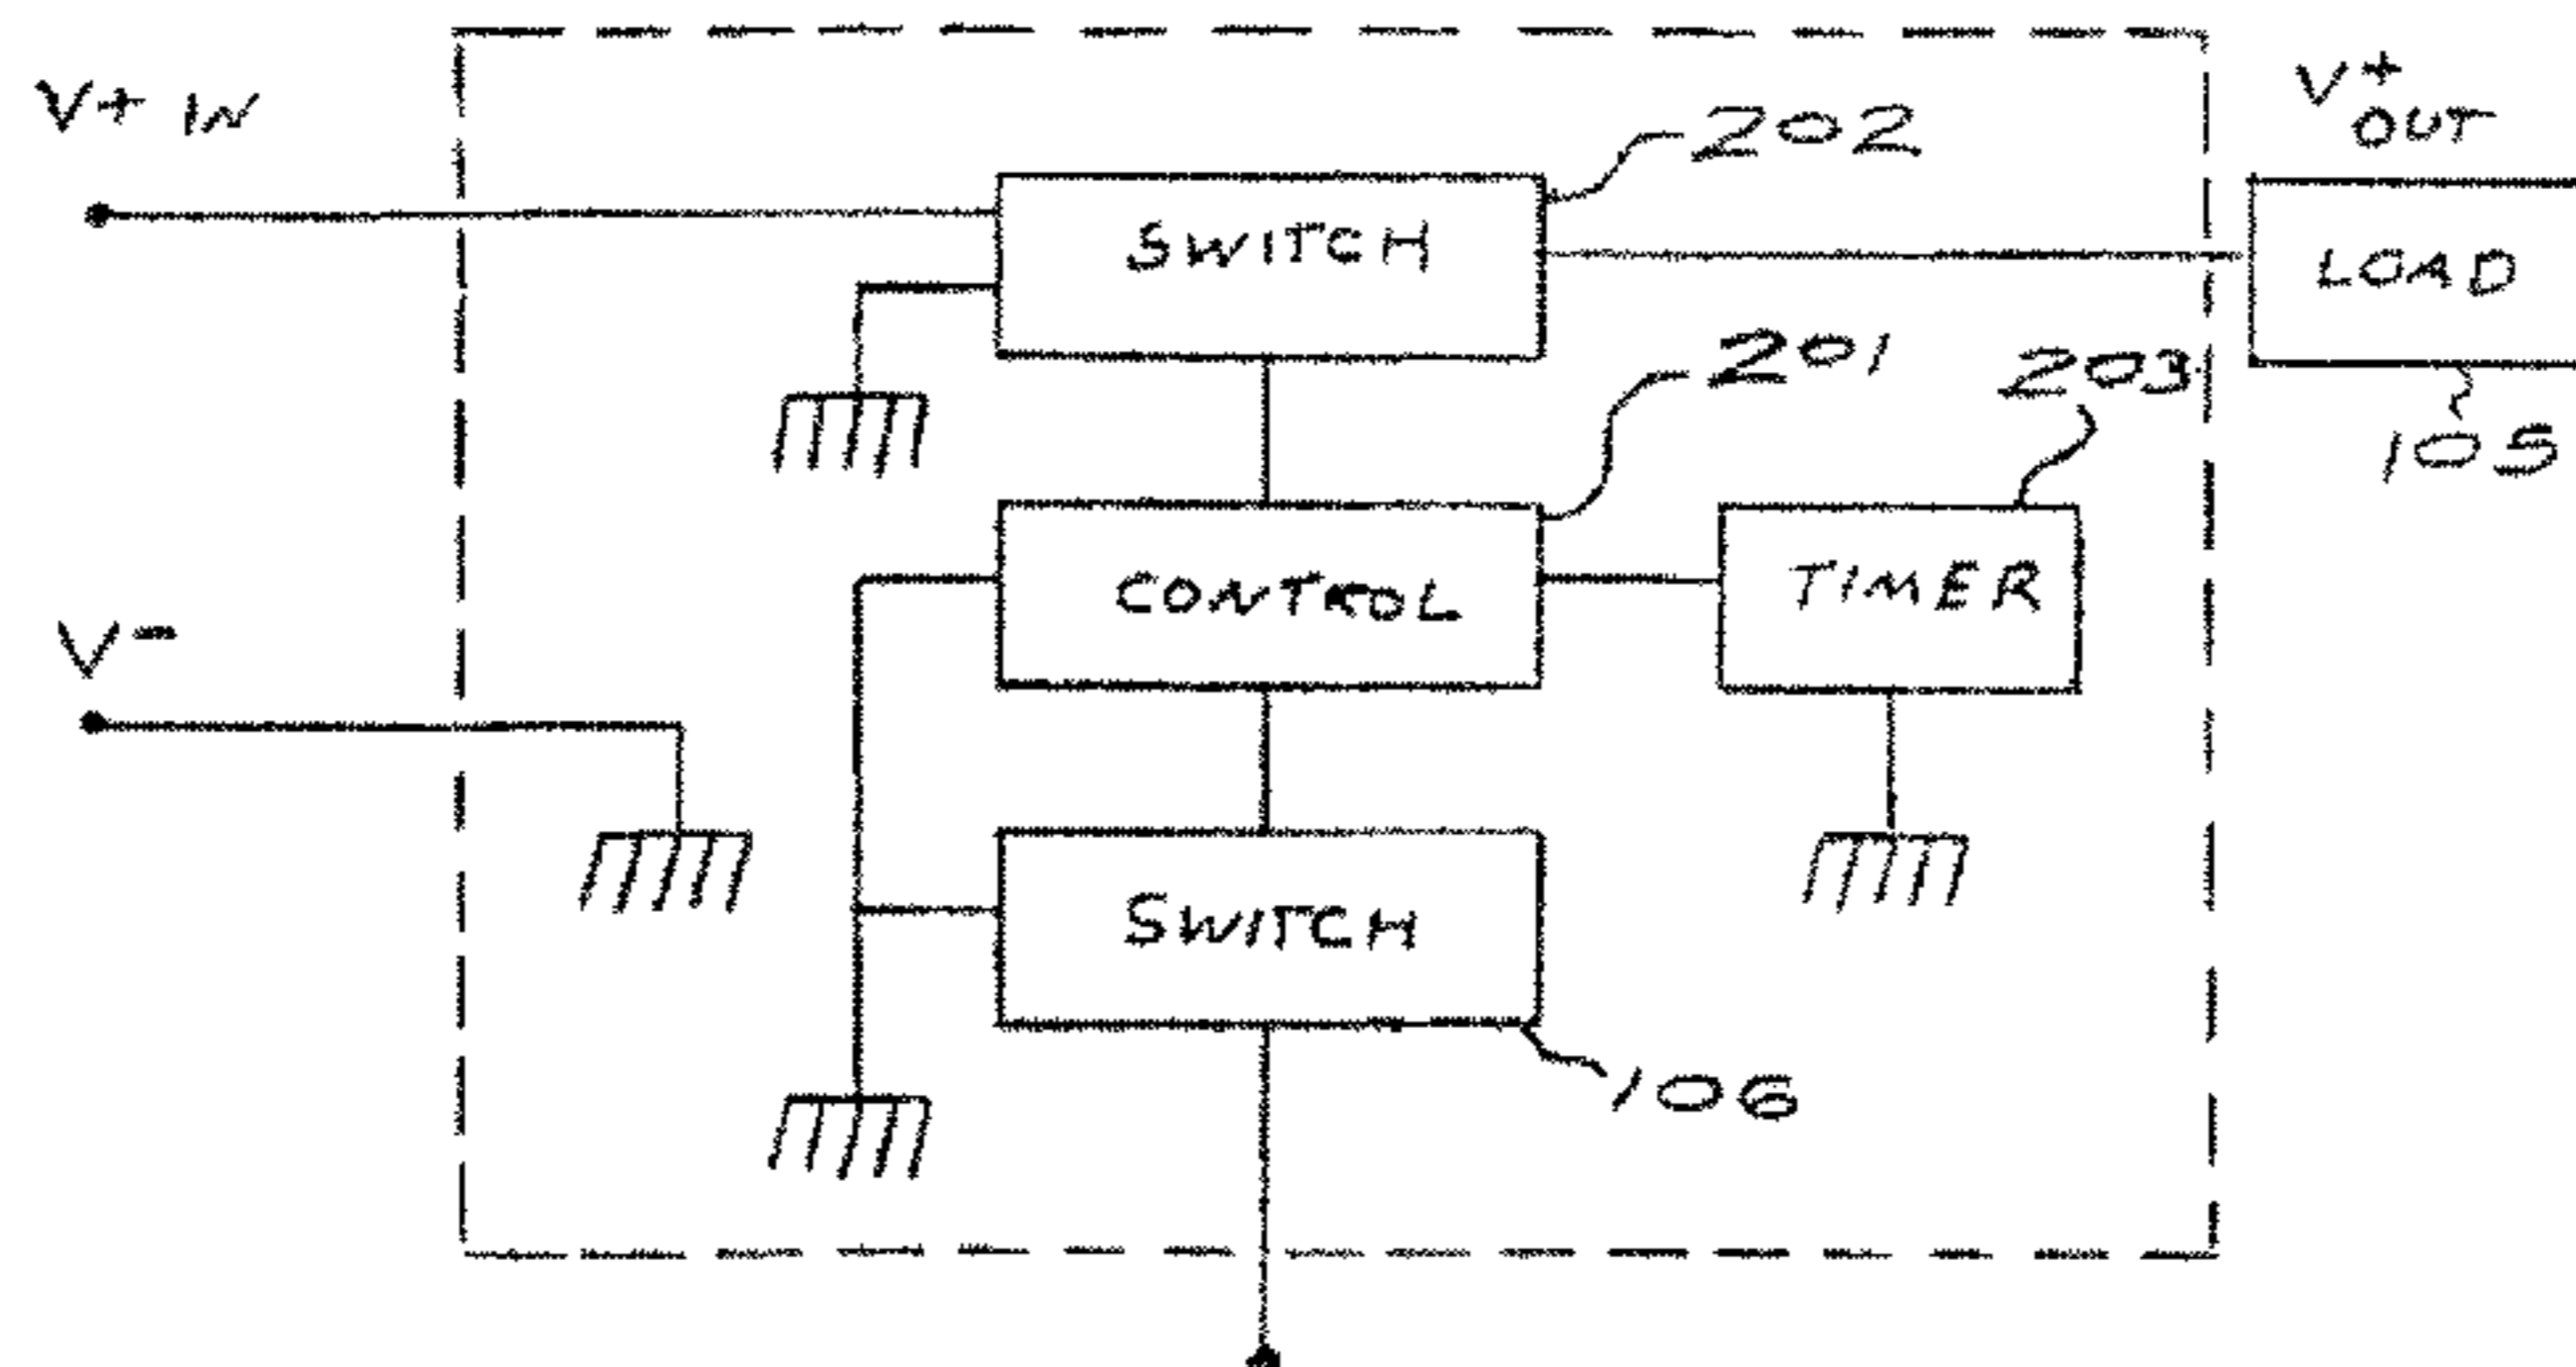 V+ IN
202
V+
OUT
SWITCH
LOAD
201
203
105
CONTROL
TIMER
V-
SWITCH
106